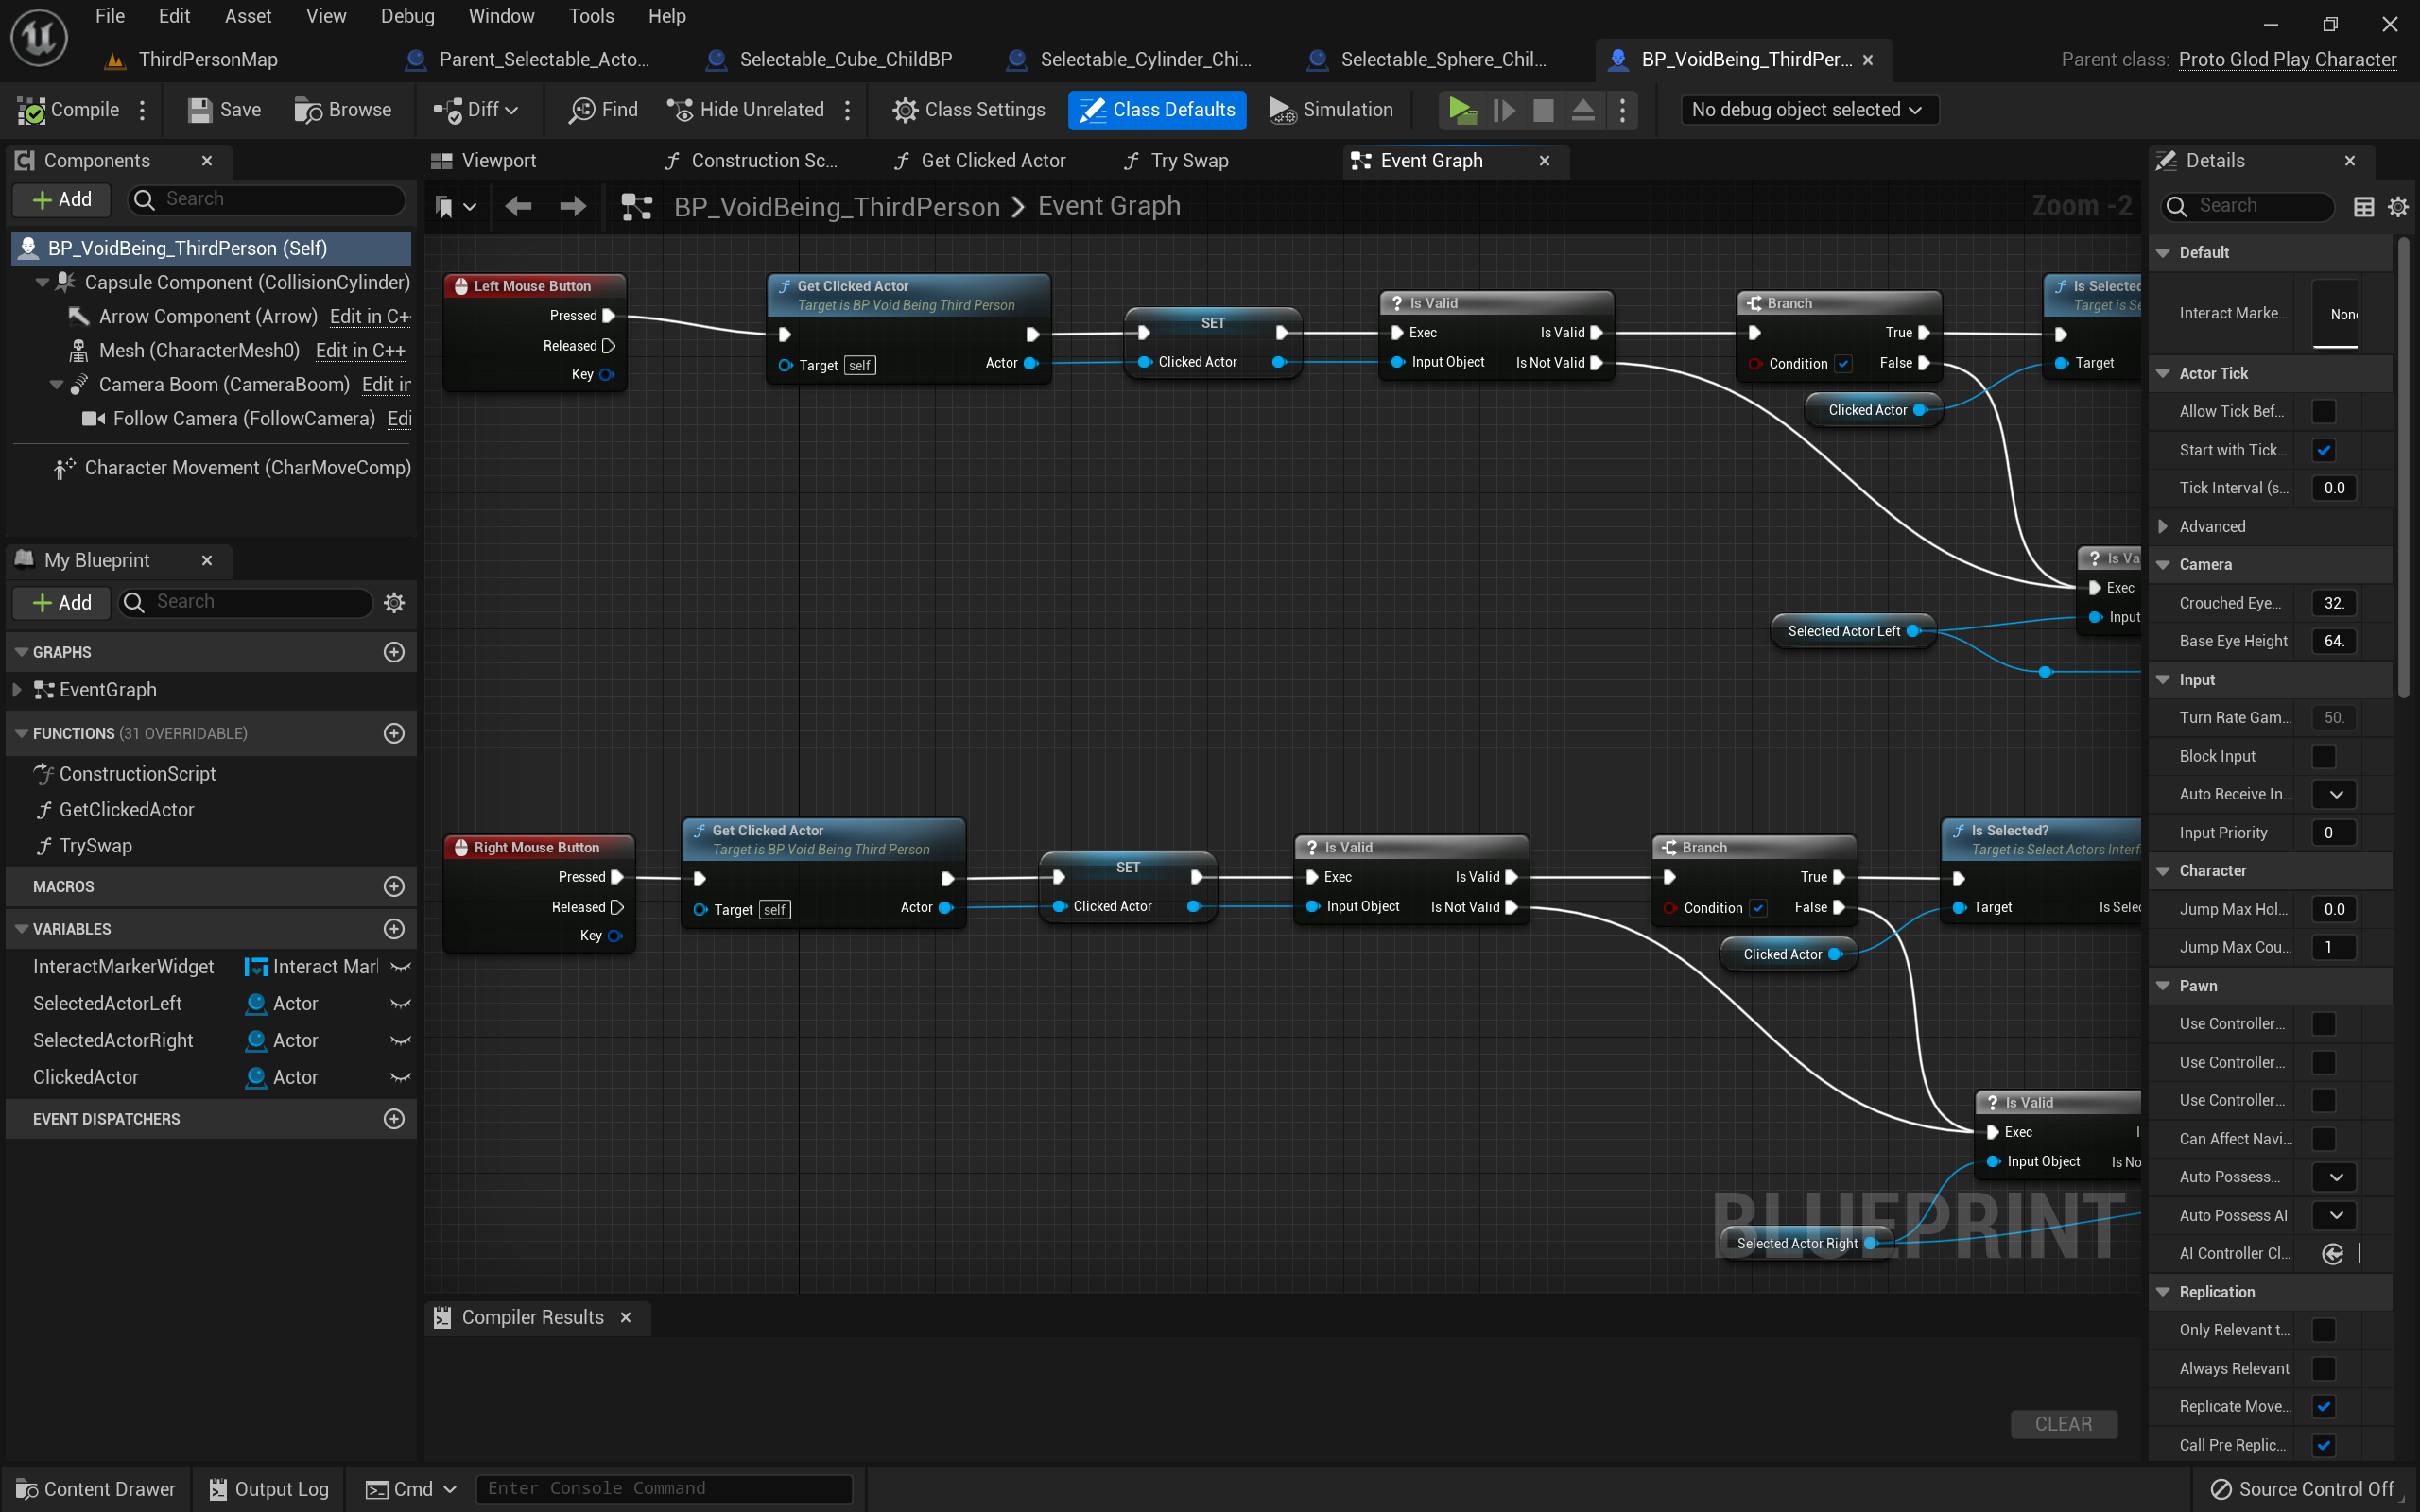 File Edit Asset View Debug Window Tools Help
ThirdPersonMap Parent_Selectable_Acto... Selectable_Cube_ChildBP Selectable_Cylinder_Chi... Selectable_Sphere_Chil... BP_VoidBeing_ThirdPer... Parent class: Proto Glod Play Character
Compile Save Browse Diff Find Hide Unrelated Class Settings Class Defaults Simulation No debug object selected
Components
Add Search
BP_VoidBeing_ThirdPerson (Self)
Capsule Component (CollisionCylinder)
Arrow Component (Arrow) Edit in C+
Mesh (CharacterMesh0) Edit in C++
Camera Boom (CameraBoom) Edit in
Follow Camera (FollowCamera) Edi
Character Movement (CharMoveComp)
My Blueprint
Add Search
GRAPHS
EventGraph
FUNCTIONS (31 OVERRIDABLE)
ConstructionScript
GetClickedActor
TrySwap
MACROS
VARIABLES
InteractMarkerWidget Interact Mar
SelectedActorLeft Actor
SelectedActorRight Actor
ClickedActor Actor
EVENT DISPATCHERS
Viewport Construction Sc... Get Clicked Actor Try Swap Event Graph
BP_VoidBeing_ThirdPerson > Event Graph Zoom -2
Left Mouse Button
Pressed
Released
Key
Get Clicked Actor
Target is BP Void Being Third Person
Target self Actor
SET
Clicked Actor
Is Valid
Exec Is Valid
Input Object Is Not Valid
Branch
True
Condition False
Clicked Actor
Is Selected
Target is Se
Target
Is Va
Exec
Input
Selected Actor Left
Right Mouse Button
Pressed
Released
Key
Get Clicked Actor
Target is BP Void Being Third Person
Target self Actor
SET
Clicked Actor
Is Valid
Exec Is Valid
Input Object Is Not Valid
Branch
True
Condition False
Clicked Actor
Is Selected?
Target is Select Actors Interf
Target Is Selec
Is Valid
Exec I
Input Object Is No
Selected Actor Right
BLUEPRINT
Compiler Results
CLEAR
Details
Search
Default
Interact Marke... Non
Actor Tick
Allow Tick Bef...
Start with Tick...
Tick Interval (s... 0.0
Advanced
Camera
Crouched Eye... 32.
Base Eye Height 64.
Input
Turn Rate Gam... 50.
Block Input
Auto Receive In...
Input Priority 0
Character
Jump Max Hol... 0.0
Jump Max Cou... 1
Pawn
Use Controller...
Use Controller...
Use Controller...
Can Affect Navi...
Auto Possess...
Auto Possess AI
AI Controller Cl...
Replication
Only Relevant t...
Always Relevant
Replicate Move...
Call Pre Replic...
Content Drawer Output Log Cmd Enter Console Command Source Control Off